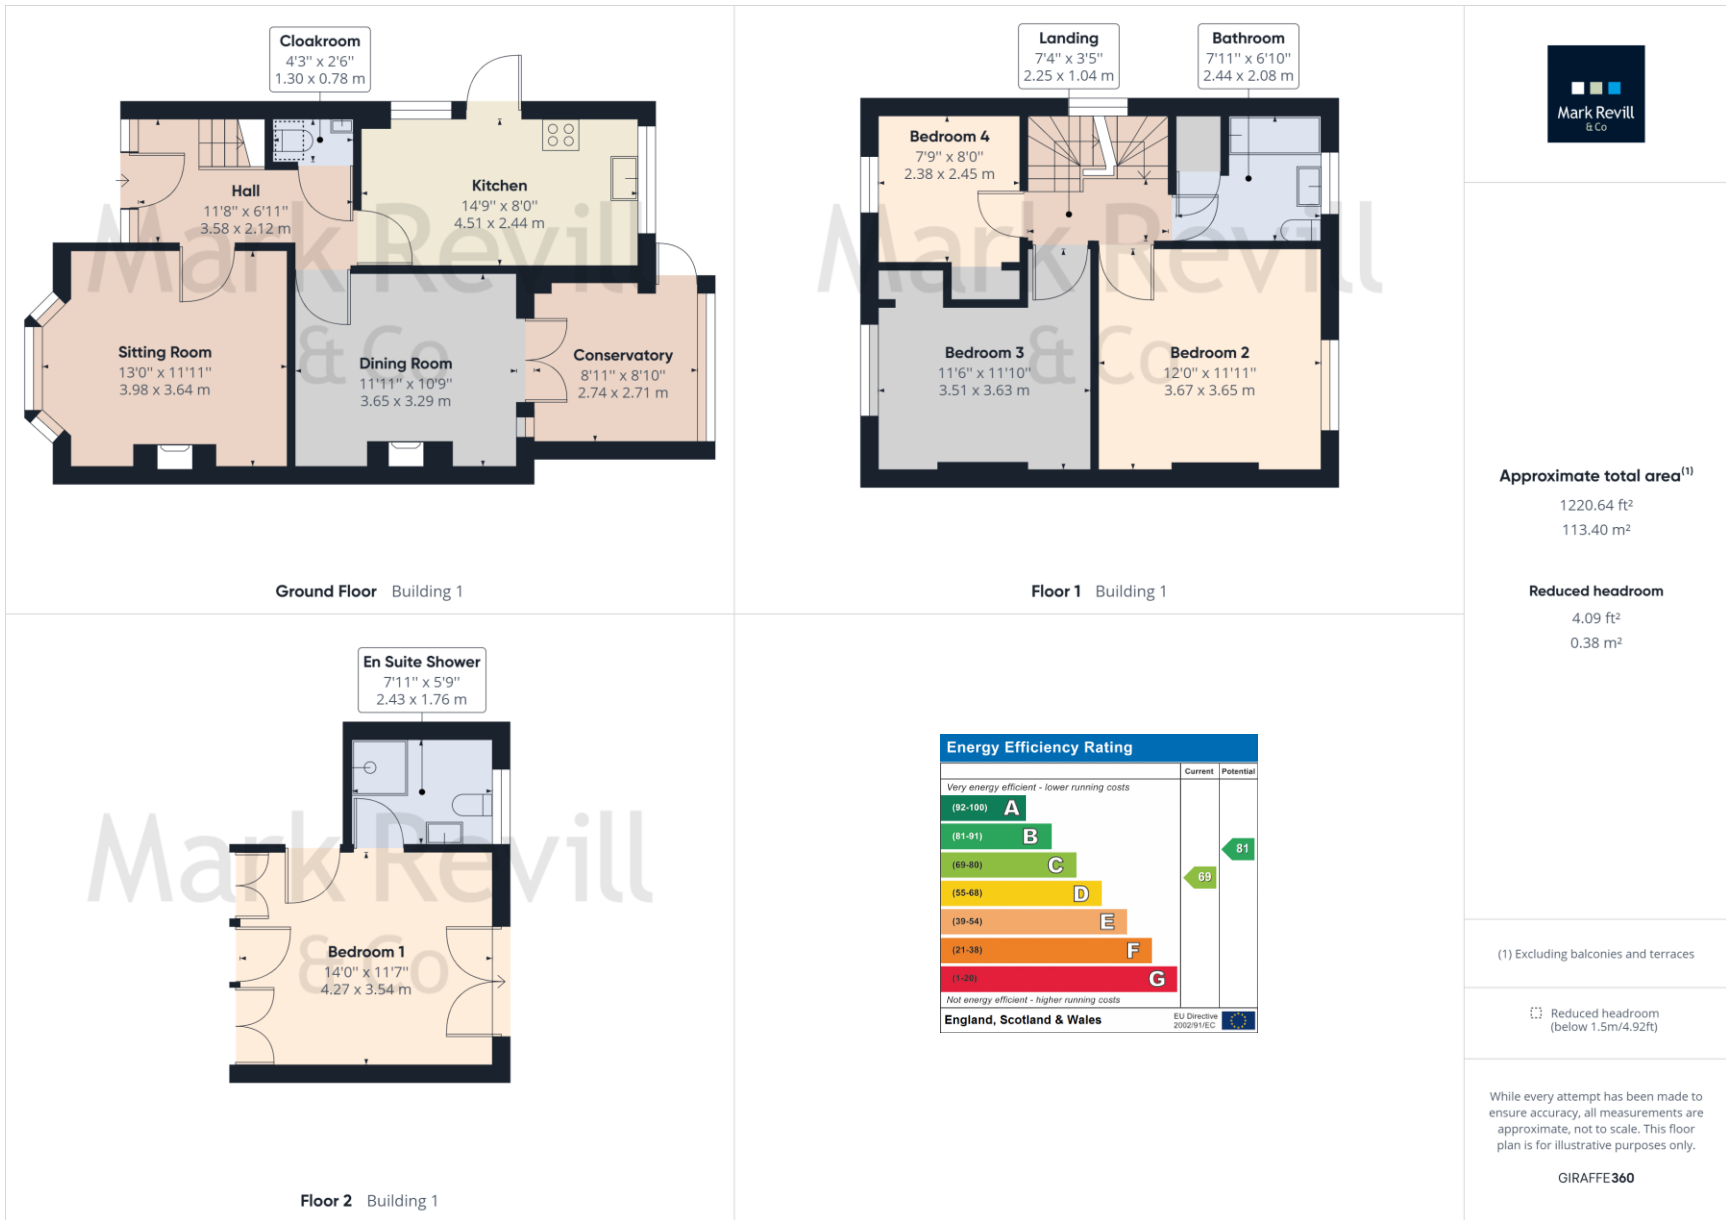 Cloakroom
4'3" x 2'6"
1.30 x 0.78 m
Hall
11'8" x 6'11"
3.58 x 2.12 m
Kitchen
14'9" x 8'0"
4.51 x 2.44 m
Sitting Room
13'0" x 11'11"
3.98 x 3.64 m
Dining Room
11'11" x 10'9"
3.65 x 3.29 m
Conservatory
8'11" x 8'10"
2.74 x 2.71 m
Mark Revill
& Co
Ground Floor Building 1
Landing
7'4" x 3'5"
2.25 x 1.04 m
Bathroom
7'11" x 6'10"
2.44 x 2.08 m
Bedroom 4
7'9" x 8'0"
2.38 x 2.45 m
Bedroom 3
11'6" x 11'10"
3.51 x 3.63 m
Bedroom 2
12'0" x 11'11"
3.67 x 3.65 m
Mark Revill
& Co
Floor 1 Building 1
En Suite Shower
7'11" x 5'9"
2.43 x 1.76 m
Bedroom 1
14'0" x 11'7"
4.27 x 3.54 m
Mark Revill
& Co
Floor 2 Building 1
Energy Efficiency Rating
Current Potential
Very energy efficient - lower running costs
(92-100) A
(81-91) B
(69-80) C
(55-68) D
(39-54) E
(21-38) F
(1-20) G
69
81
Not energy efficient - higher running costs
England, Scotland & Wales
EU Directive
2002/91/EC
Mark Revill
& Co
Approximate total area(1)
1220.64 ft²
113.40 m²
Reduced headroom
4.09 ft²
0.38 m²
(1) Excluding balconies and terraces
Reduced headroom
(below 1.5m/4.92ft)
While every attempt has been made to
ensure accuracy, all measurements are
approximate, not to scale. This floor
plan is for illustrative purposes only.
GIRAFFE360